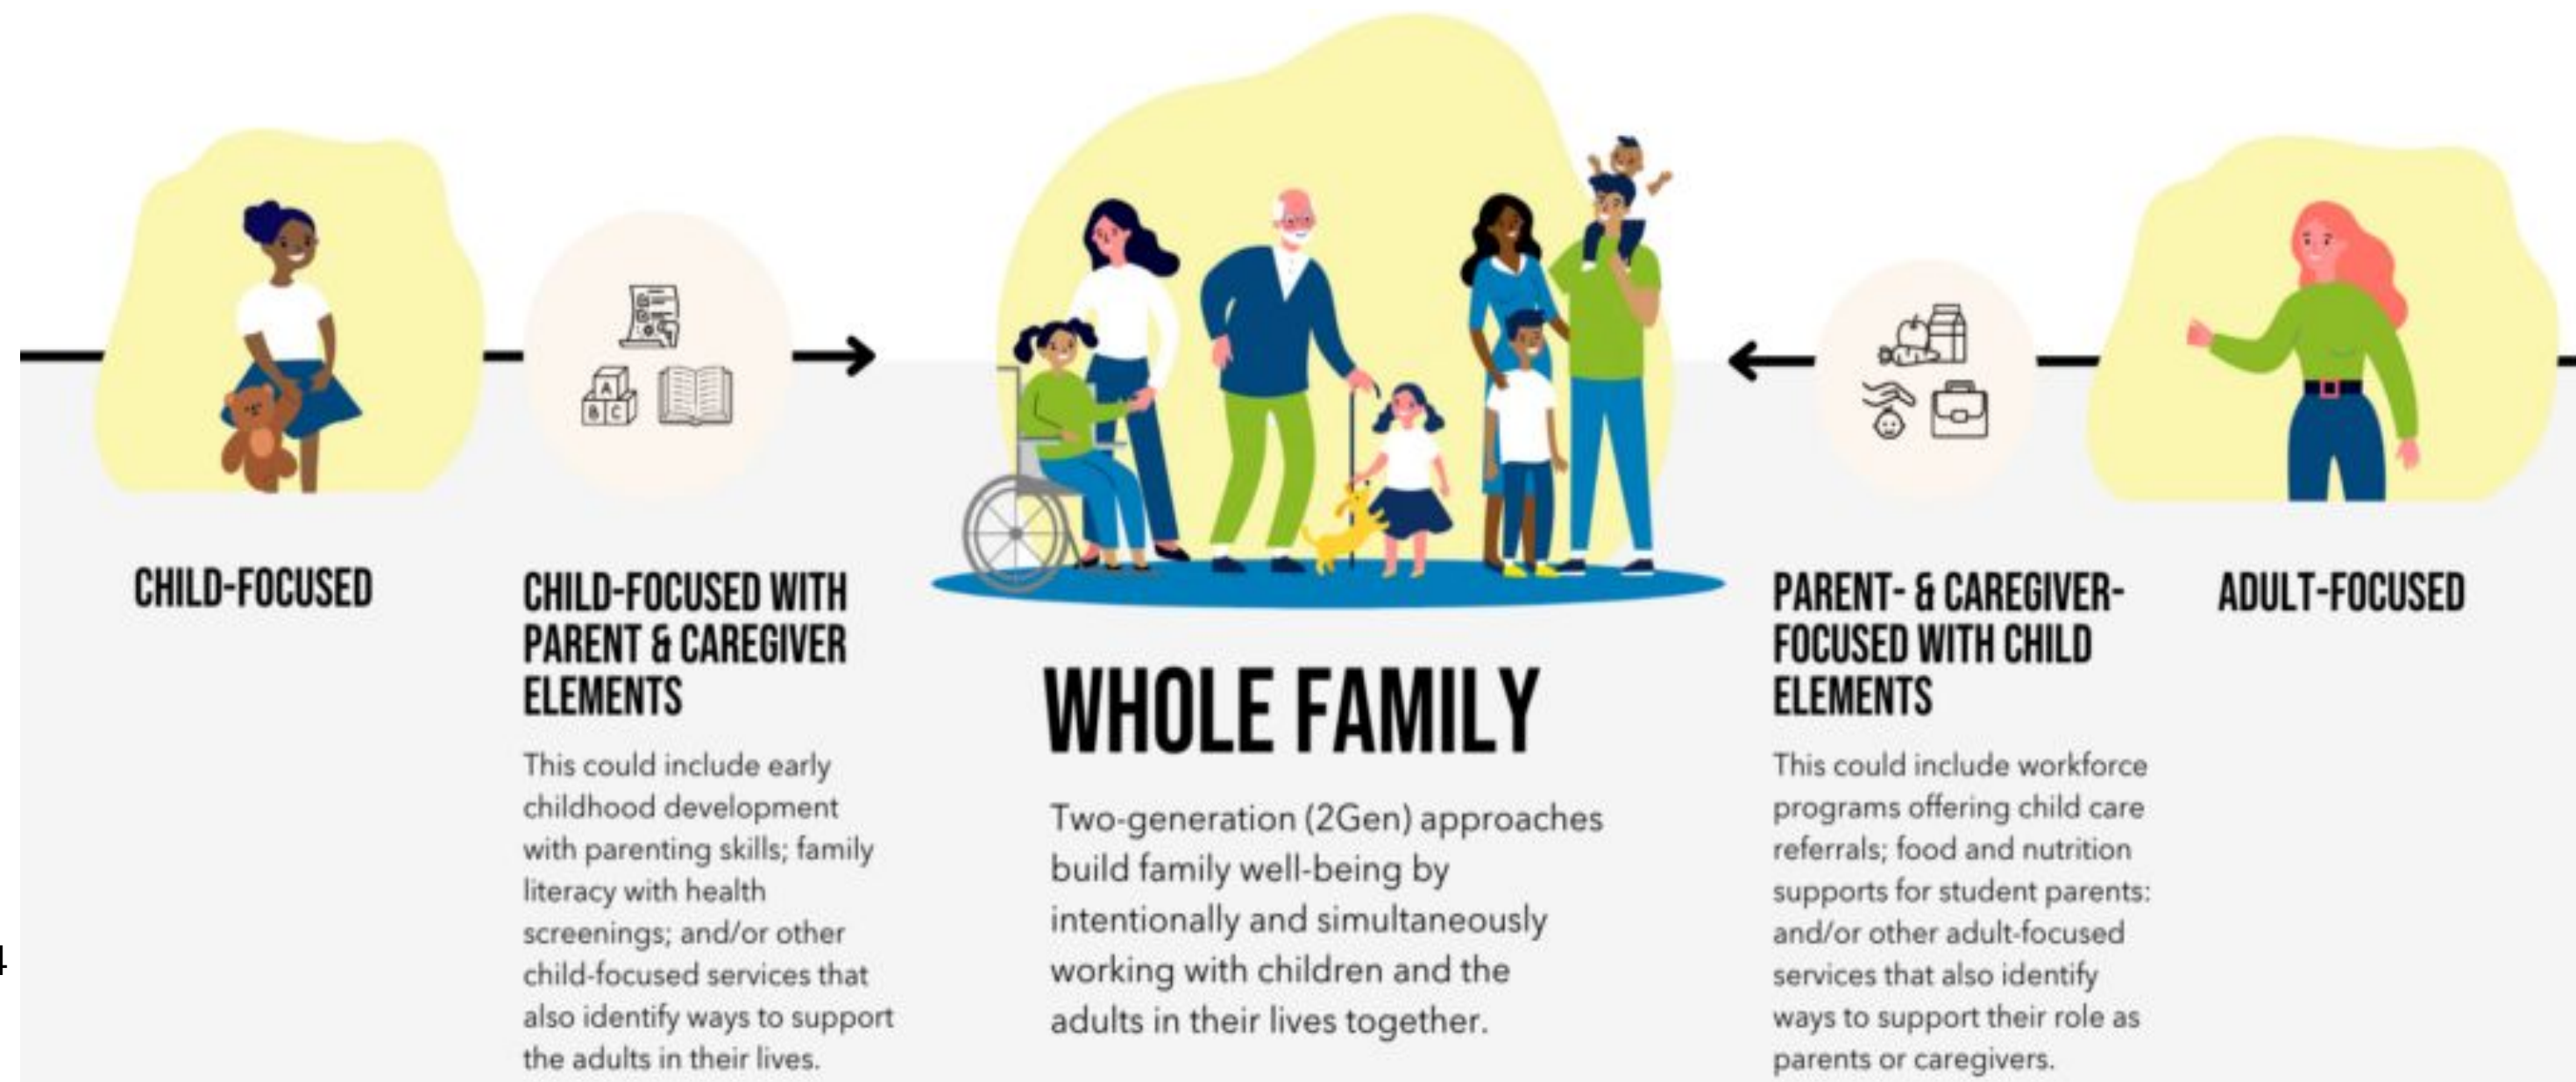 CHILD-FOCUSED
CHILD-FOCUSED WITH
PARENT & CAREGIVER
ELEMENTS
This could include early
childhood development
with parenting skills; family
literacy with health
screenings; and/or other
child-focused services that
also identify ways to support
the adults in their lives.
A
B C
WHOLE FAMILY
Two-generation (2Gen) approaches
build family well-being by
intentionally and simultaneously
working with children and the
adults in their lives together.
PARENT- & CAREGIVER-
FOCUSED WITH CHILD
ELEMENTS
This could include workforce
programs offering child care
referrals; food and nutrition
supports for student parents:
and/or other adult-focused
services that also identify
ways to support their role as
parents or caregivers.
ADULT-FOCUSED
4